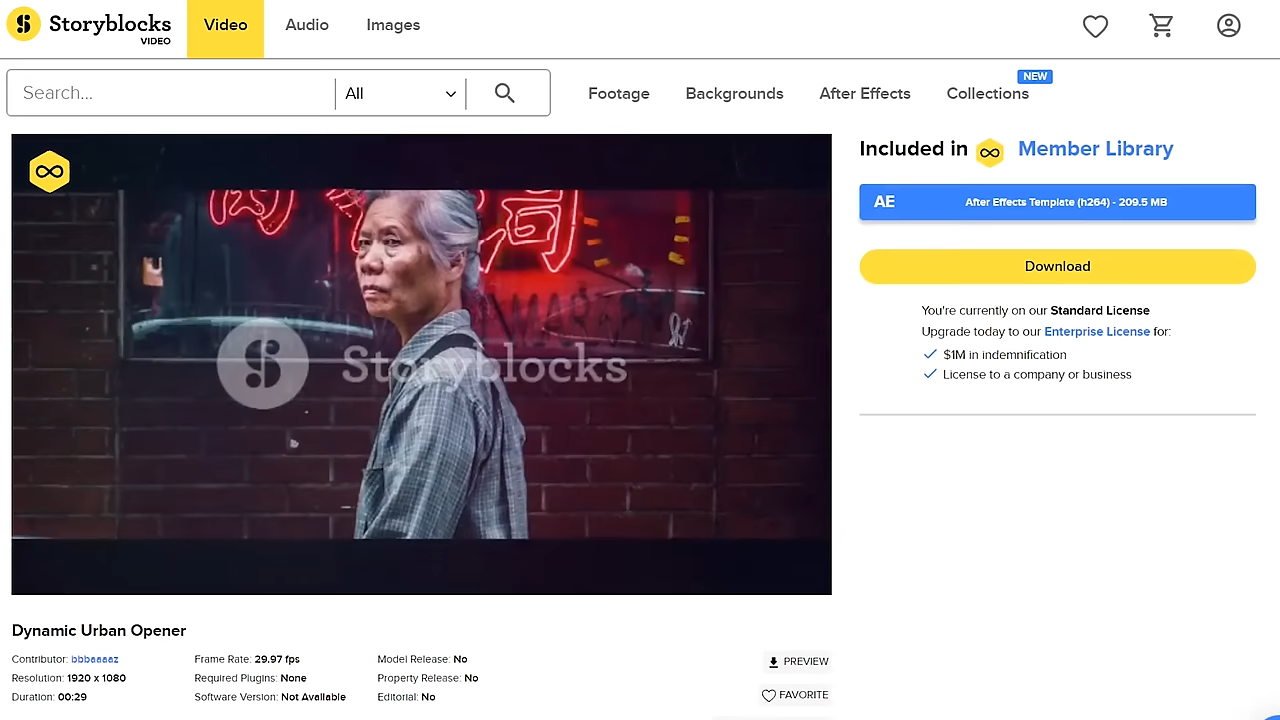 Storyblocks
VIDEO
Video
Audio
Images
Search...
All
Footage
Backgrounds
After Effects
Collections
NEW
Included in Member Library
AE After Effects Template (h264) - 209.5 MB
Download
You're currently on our Standard License
Upgrade today to our Enterprise License for:
$1M in indemnification
License to a company or business
Storyblocks
Dynamic Urban Opener
Contributor: bbbaaaaz
Resolution: 1920 x 1080
Duration: 00:29
Frame Rate: 29.97 fps
Required Plugins: None
Software Version: Not Available
Model Release: No
Property Release: No
Editorial: No
PREVIEW
FAVORITE